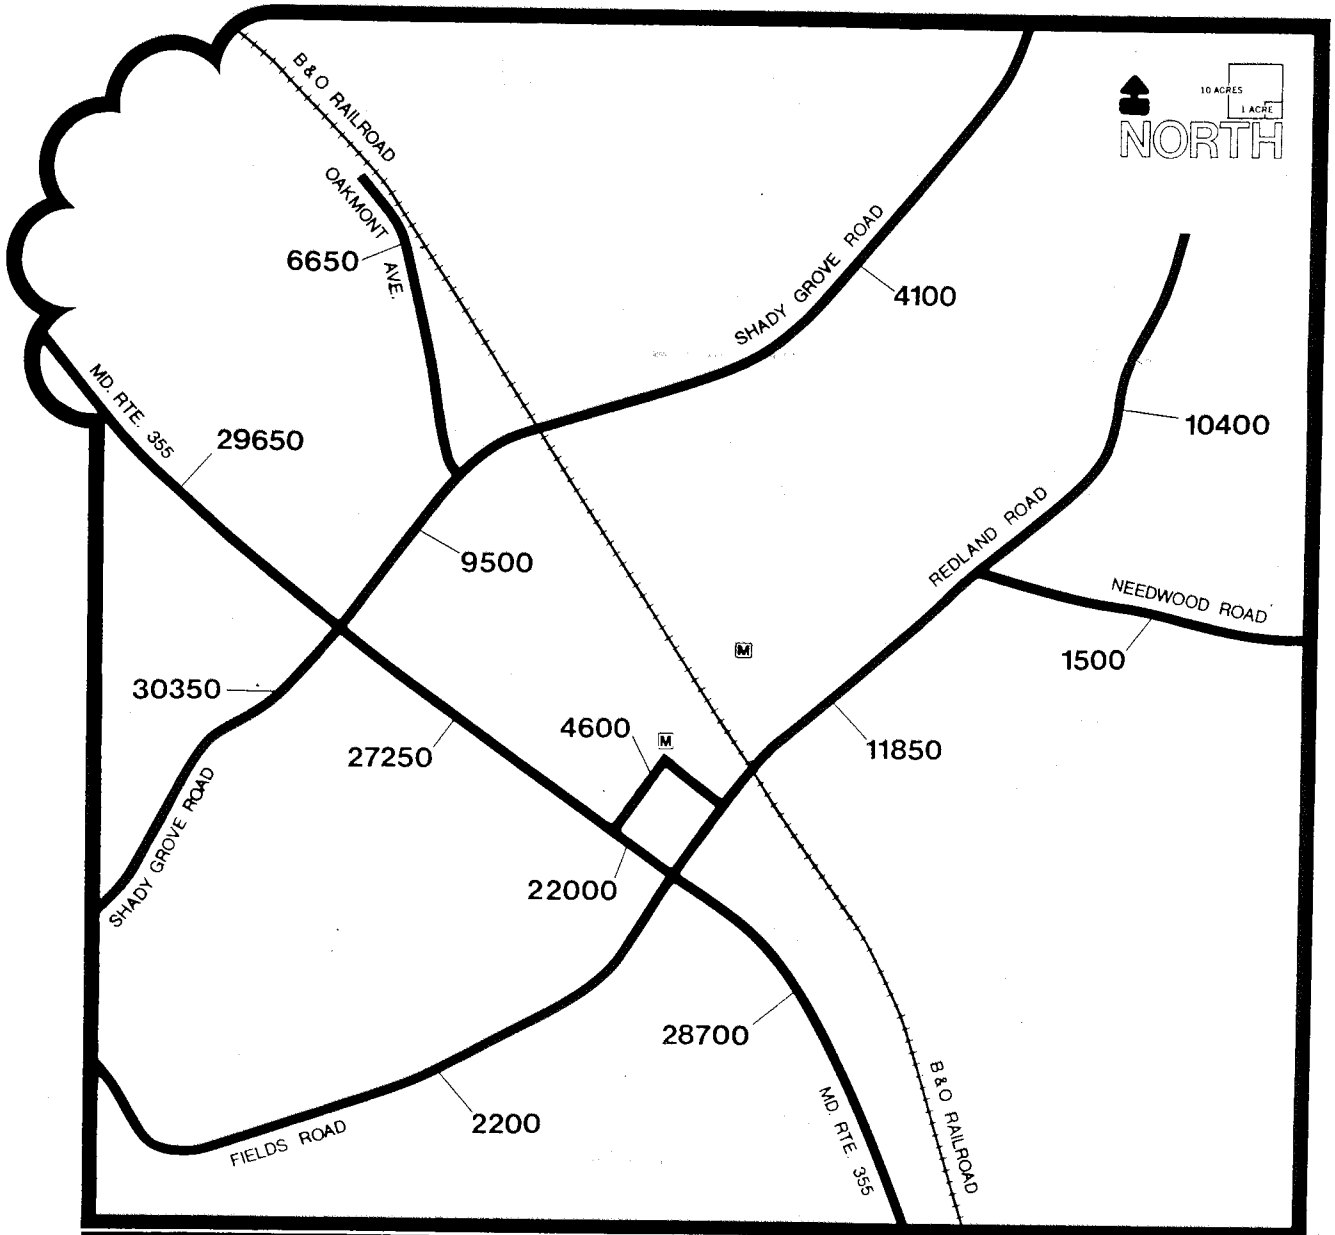 B&O RAILROAD
10 ACRES
1 ACRE
NORTH
OAKMONT AVE.
6650
SHADY GROVE ROAD
4100
MD. RTE. 355
29650
10400
9500
REDLAND ROAD
NEEDWOOD ROAD
1500
M
30350
4600
M
27250
11850
SHADY GROVE ROAD
22000
28700
2200
FIELDS ROAD
MD. RTE. 355
B&O RAILROAD